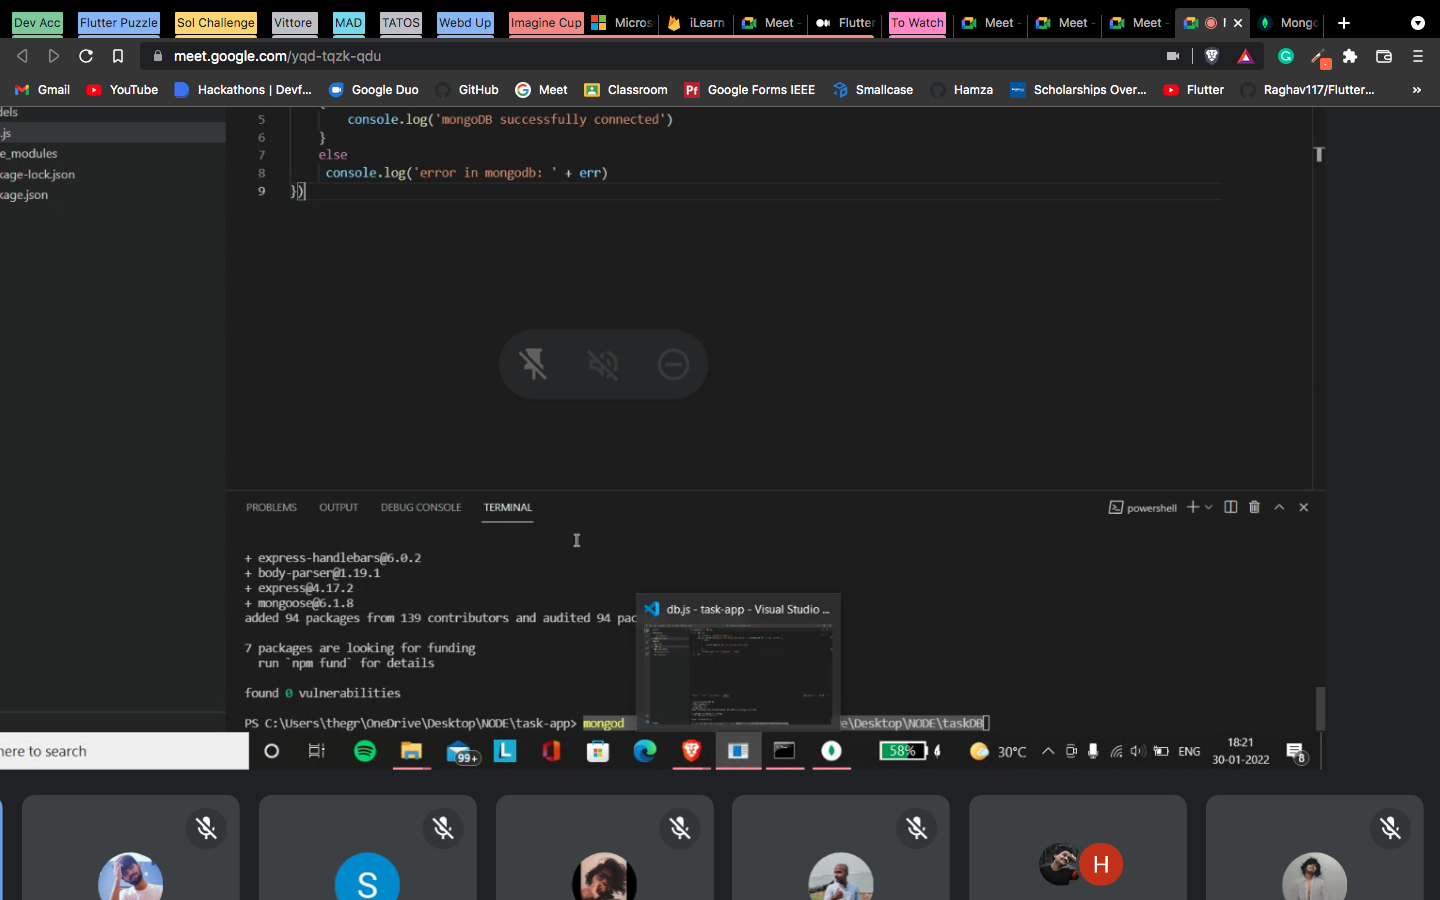 Dev Acc Flutter Puzzle Sol Challenge Vittore MAD TATOS Webd Up Imagine Cup Micros iLearn Meet - Flutter To Watch Meet - Meet - Meet - Mongo
meet.google.com/yqd-tqzk-qdu
Gmail YouTube Hackathons | Devf... Google Duo GitHub Meet Classroom Google Forms IEEE Smallcase Hamza Scholarships Over... Flutter Raghav117/Flutter... »
dels
.js
e_modules
kage-lock.json
kage.json
{
5 console.log('mongoDB successfully connected')
6 }
7 else
8 console.log('error in mongodb: ' + err)
9 })
PROBLEMS OUTPUT DEBUG CONSOLE TERMINAL powershell
+ express-handlebars@6.0.2
+ body-parser@1.19.1
+ express@4.17.2
+ mongoose@6.1.8
added 94 packages from 139 contributors and audited 94 pac
7 packages are looking for funding
run `npm fund` for details
found 0 vulnerabilities
PS C:\Users\thegr\OneDrive\Desktop\NODE\task-app> mongod e\Desktop\NODE\taskDB
db.js - task-app - Visual Studio ...
here to search 99+ L 58% 30°C ENG 18:21
30-01-2022 8
S H